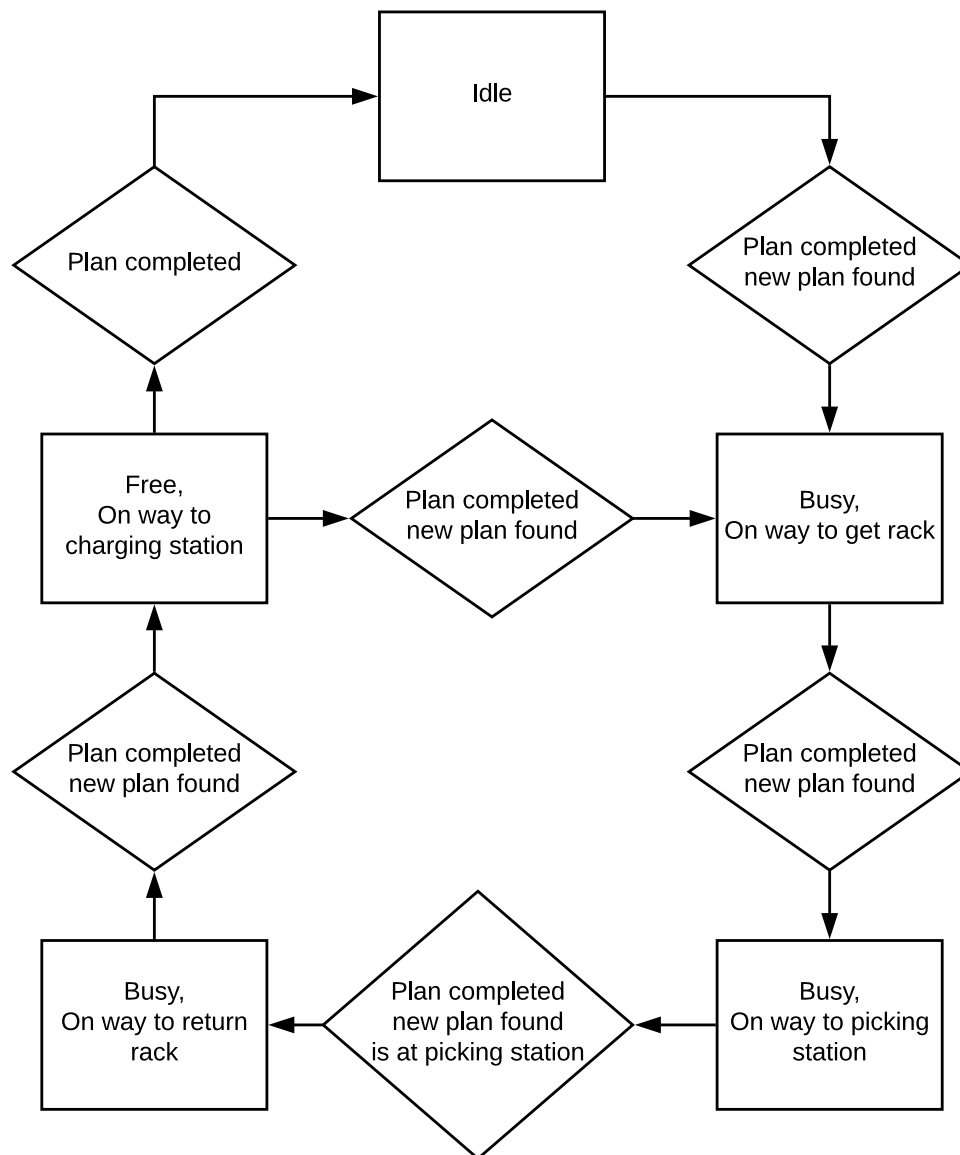 Idle
Plan completed
Plan completed
new plan found
Free,
On way to
charging station
Plan completed
new plan found
Busy,
On way to get rack
Plan completed
new plan found
Plan completed
new plan found
Busy,
On way to return
rack
Plan completed
new plan found
is at picking station
Busy,
On way to picking
station